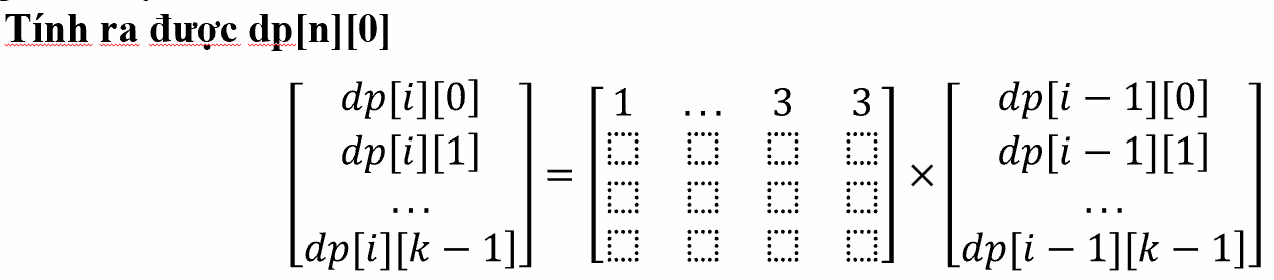 Tính ra được dp[n][0]
[dp[i][0] dp[i][1] ... dp[i][k − 1]] = [1 ... 3 3] × [dp[i − 1][0] dp[i − 1][1] ... dp[i − 1][k − 1]]